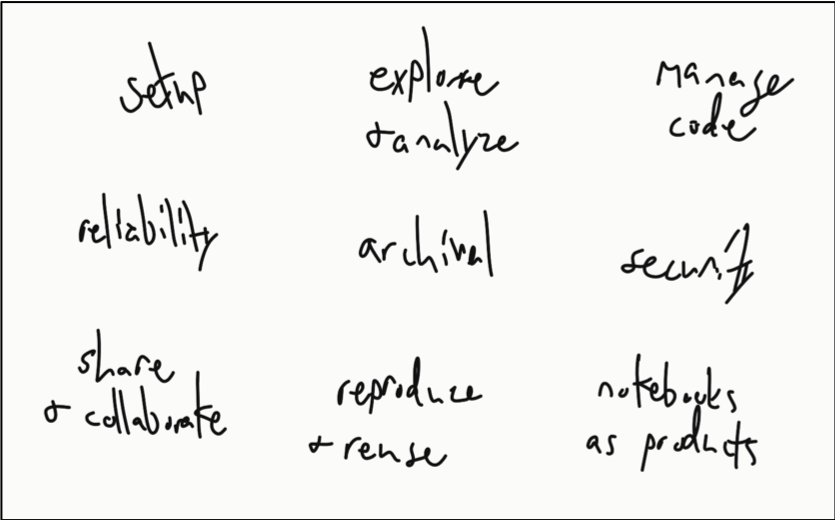 setup
explore
+ analyze
manage
code
reliability
archival
security
share
+ collaborate
reproduce
+ reuse
notebooks
as products